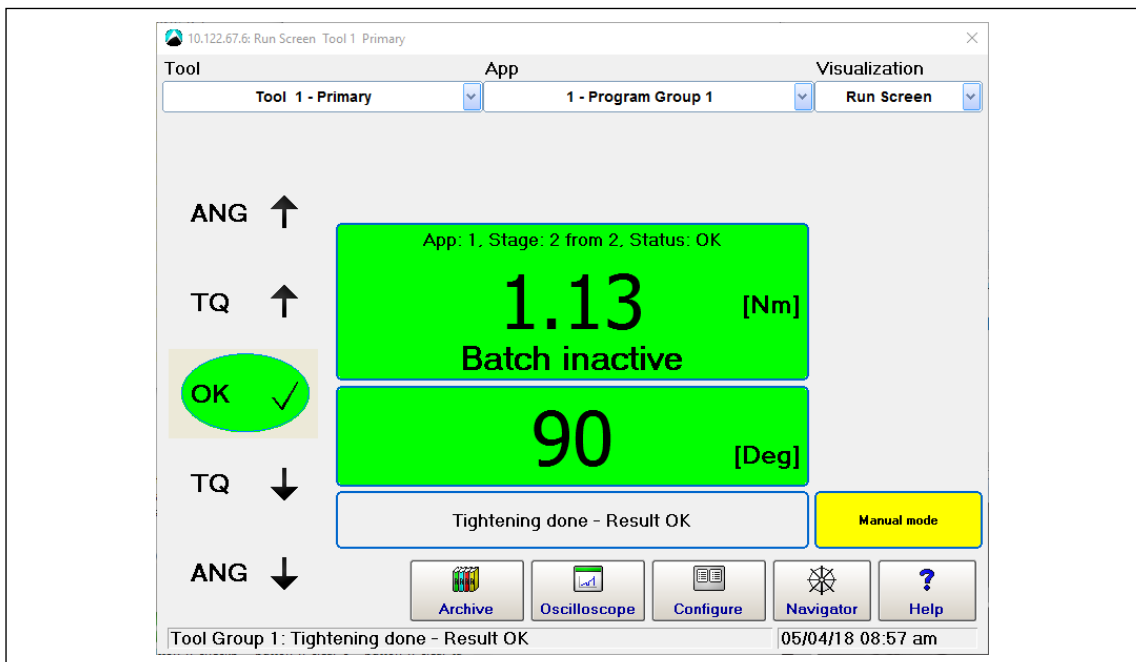 10.122.67.6: Run Screen Tool 1 Primary
Tool App Visualization
Tool 1 - Primary 1 - Program Group 1 Run Screen
ANG
App: 1, Stage: 2 from 2, Status: OK
TQ
1.13 [Nm]
Batch inactive
OK
90 [Deg]
TQ
Tightening done - Result OK
Manual mode
ANG
Archive Oscilloscope Configure Navigator Help
Tool Group 1: Tightening done - Result OK 05/04/18 08:57 am